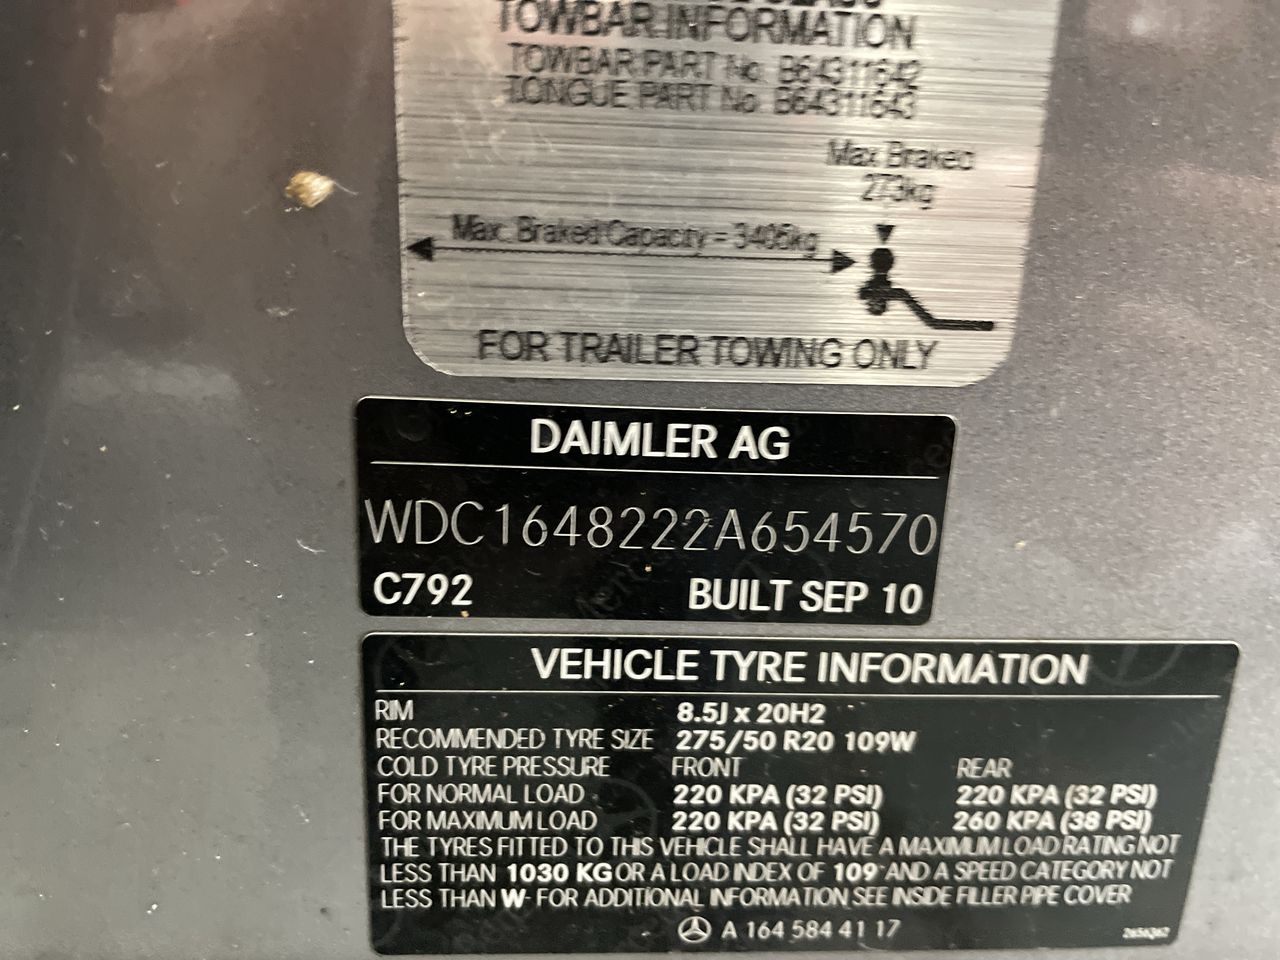 TOWBAR INFORMATION
TOWBAR PART No. B64311642
TONGUE PART No. B64311643
Max Braked
273kg
Max. Braked Capacity = 3405kg
FOR TRAILER TOWING ONLY
DAIMLER AG
WDC1648222A654570
C792 BUILT SEP 10
VEHICLE TYRE INFORMATION
RIM 8.5J x 20H2
RECOMMENDED TYRE SIZE 275/50 R20 109W
COLD TYRE PRESSURE FRONT REAR
FOR NORMAL LOAD 220 KPA (32 PSI) 220 KPA (32 PSI)
FOR MAXIMUM LOAD 220 KPA (32 PSI) 260 KPA (38 PSI)
THE TYRES FITTED TO THIS VEHICLE SHALL HAVE A MAXIMUM LOAD RATING NOT
LESS THAN 1030 KG OR A LOAD INDEX OF 109 AND A SPEED CATEGORY NOT
LESS THAN W- FOR ADDITIONAL INFORMATION SEE INSIDE FILLER PIPE COVER
A 164 584 41 17